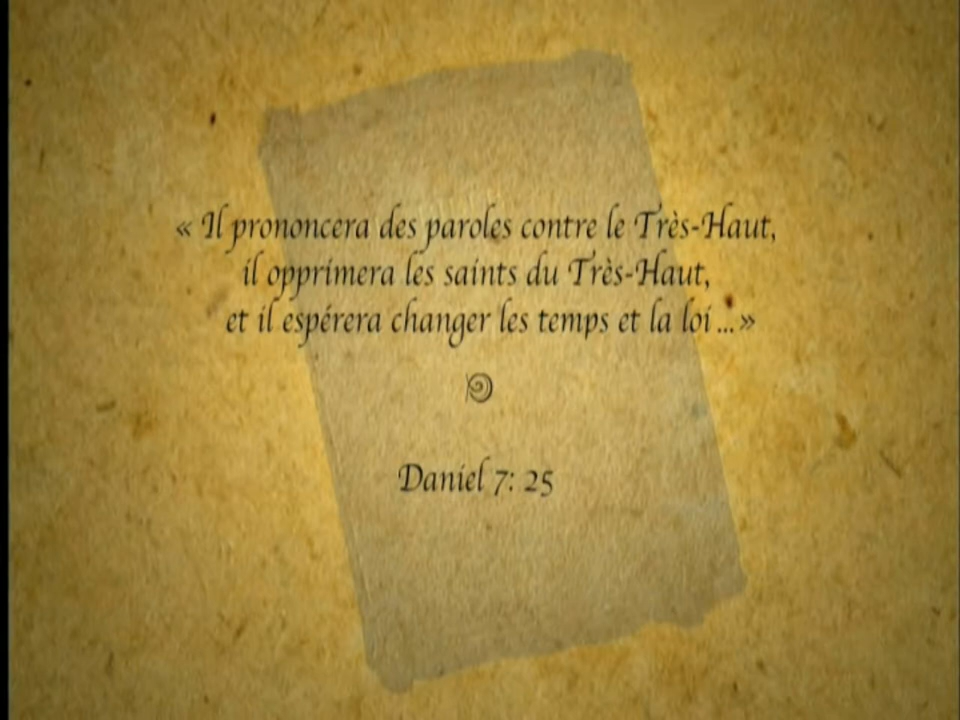 « Il prononcera des paroles contre le Très-Haut,
il opprimera les saints du Très-Haut,
et il espérera changer les temps et la loi ... »
Daniel 7: 25